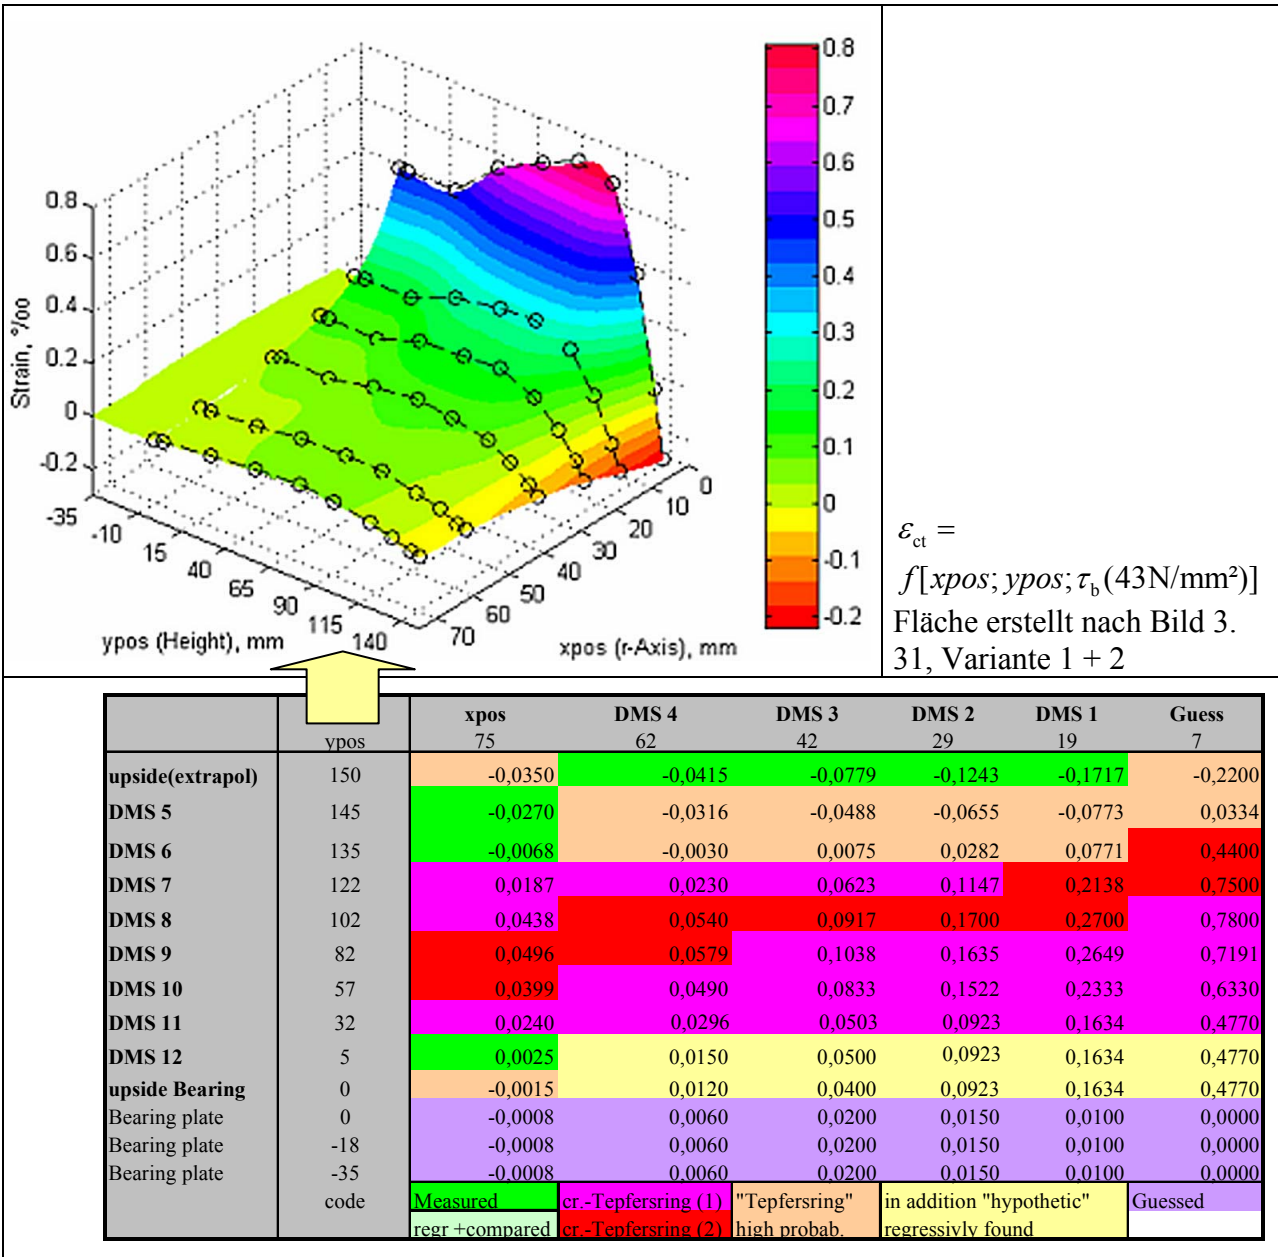 0.8
0.6
0.4
0.2
0
-0.2
Strain, °/oo
-35
-10
15
40
65
90
115
140
ypos (Height), mm
70
60
50
40
30
20
10
0
xpos (r-Axis), mm
0.8
0.7
0.6
0.5
0.4
0.3
0.2
0.1
0
-0.1
-0.2
ε_ct =
f[xpos; ypos; τ_b (43N/mm²)]
Fläche erstellt nach Bild 3.
31, Variante 1 + 2
xpos DMS 4 DMS 3 DMS 2 DMS 1 Guess
ypos 75 62 42 29 19 7
upside(extrapol) 150 -0,0350 -0,0415 -0,0779 -0,1243 -0,1717 -0,2200
DMS 5 145 -0,0270 -0,0316 -0,0488 -0,0655 -0,0773 0,0334
DMS 6 135 -0,0068 -0,0030 0,0075 0,0282 0,0771 0,4400
DMS 7 122 0,0187 0,0230 0,0623 0,1147 0,2138 0,7500
DMS 8 102 0,0438 0,0540 0,0917 0,1700 0,2700 0,7800
DMS 9 82 0,0496 0,0579 0,1038 0,1635 0,2649 0,7191
DMS 10 57 0,0399 0,0490 0,0833 0,1522 0,2333 0,6330
DMS 11 32 0,0240 0,0296 0,0503 0,0923 0,1634 0,4770
DMS 12 5 0,0025 0,0150 0,0500 0,0923 0,1634 0,4770
upside Bearing 0 -0,0015 0,0120 0,0400 0,0923 0,1634 0,4770
Bearing plate 0 -0,0008 0,0060 0,0200 0,0150 0,0100 0,0000
Bearing plate -18 -0,0008 0,0060 0,0200 0,0150 0,0100 0,0000
Bearing plate -35 -0,0008 0,0060 0,0200 0,0150 0,0100 0,0000
code Measured cr.-Tepfersring (1) "Tepfersring" in addition "hypothetic" Guessed
regr +compared cr.-Tepfersring (2) high probab. regressivly found